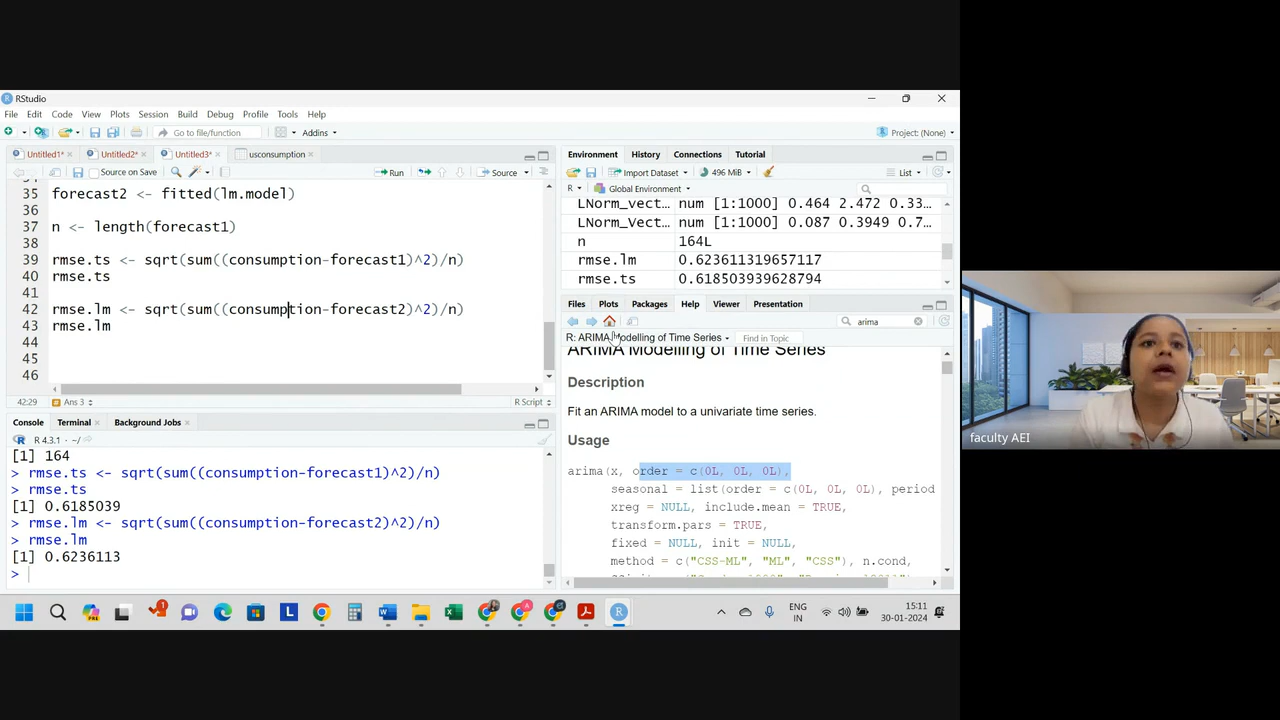 RStudio
File Edit Code View Plots Session Build Debug Profile Tools Help
Go to file/function Addins Project: (None)
Untitled1* Untitled2* Untitled3* usconsumption
Source on Save Run Source
35 forecast2 <- fitted(lm.model)
36
37 n <- length(forecast1)
38
39 rmse.ts <- sqrt(sum((consumption-forecast1)^2)/n)
40 rmse.ts
41
42 rmse.lm <- sqrt(sum((consumption-forecast2)^2)/n)
43 rmse.lm
44
45
46
42:29 Ans 3 R Script
Console Terminal Background Jobs
R 4.3.1 · ~/
[1] 164
> rmse.ts <- sqrt(sum((consumption-forecast1)^2)/n)
> rmse.ts
[1] 0.6185039
> rmse.lm <- sqrt(sum((consumption-forecast2)^2)/n)
> rmse.lm
[1] 0.6236113
>
Environment History Connections Tutorial
Import Dataset 496 MiB List
R Global Environment
LNorm_Vect… num [1:1000] 0.464 2.472 0.33…
LNorm_Vect… num [1:1000] 0.087 0.3949 0.7…
n 164L
rmse.lm 0.623611319657117
rmse.ts 0.618503939628794
Files Plots Packages Help Viewer Presentation
arima
R: ARIMA Modelling of Time Series Find in Topic
ARIMA Modelling of Time Series
Description
Fit an ARIMA model to a univariate time series.
Usage
arima(x, order = c(0L, 0L, 0L),
seasonal = list(order = c(0L, 0L, 0L), period
xreg = NULL, include.mean = TRUE,
transform.pars = TRUE,
fixed = NULL, init = NULL,
method = c("CSS-ML", "ML", "CSS"), n.cond,
faculty AEI
ENG
IN
15:11
30-01-2024